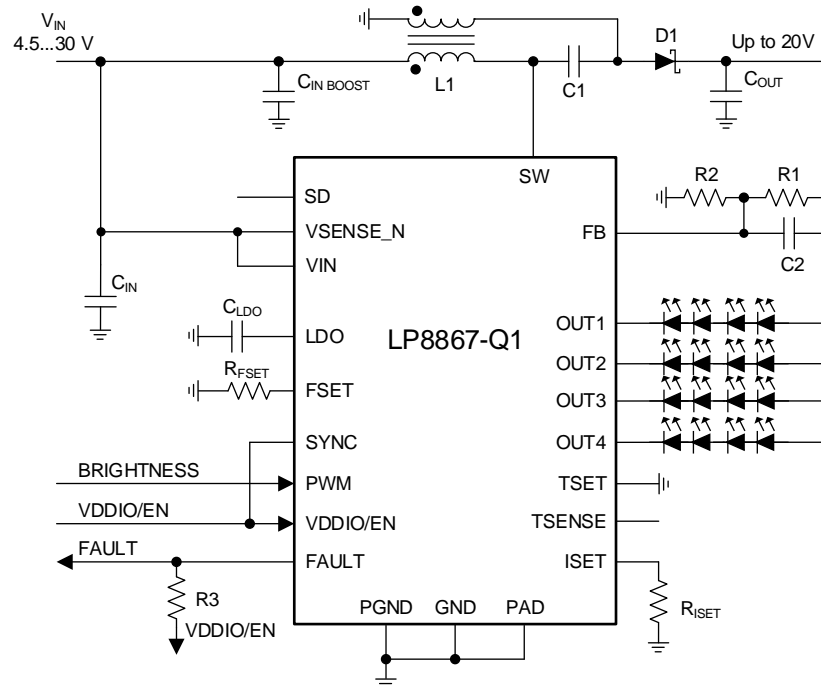 VIN
4.5...30 V
D1
Up to 20V
CIN BOOST
L1
C1
COUT
SW
R2
R1
SD
VSENSE_N
FB
VIN
C2
CIN
CLDO
LDO
LP8867-Q1
OUT1
OUT2
RFSET
FSET
OUT3
SYNC
OUT4
BRIGHTNESS
PWM
TSET
VDDIO/EN
VDDIO/EN
TSENSE
FAULT
FAULT
ISET
R3
PGND
GND
PAD
RISET
VDDIO/EN